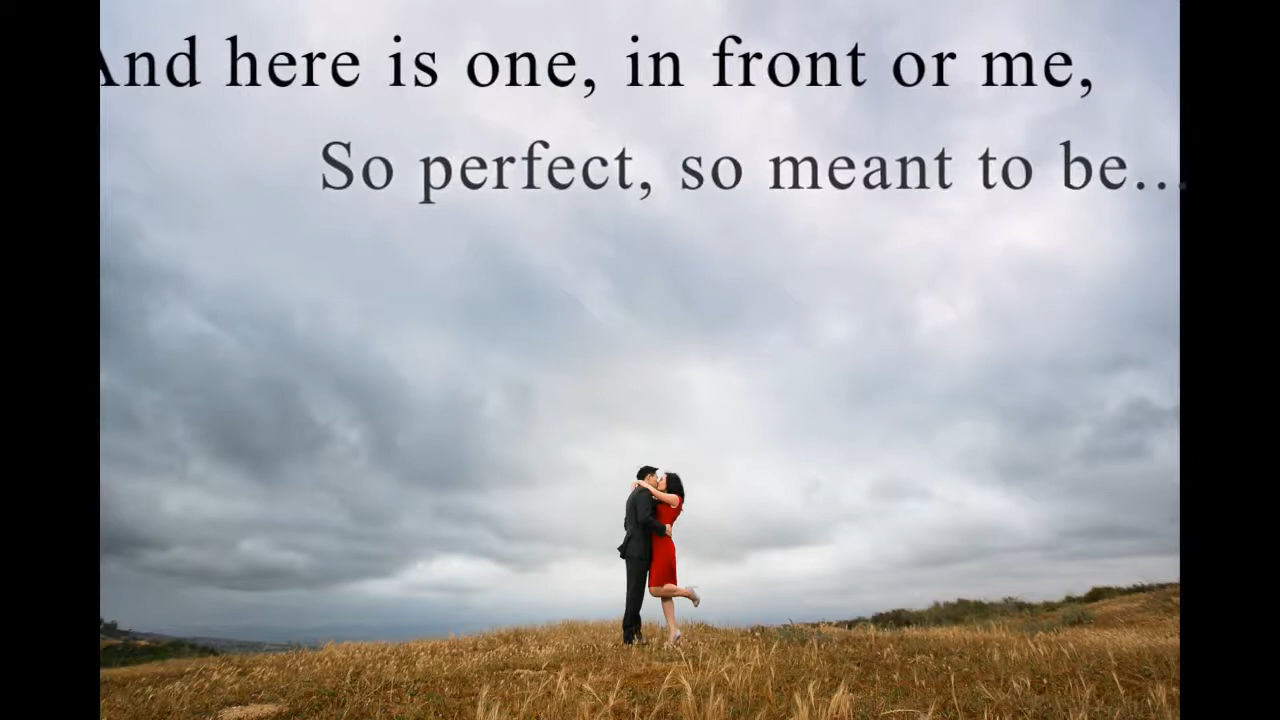 And here is one, in front or me,
So perfect, so meant to be...